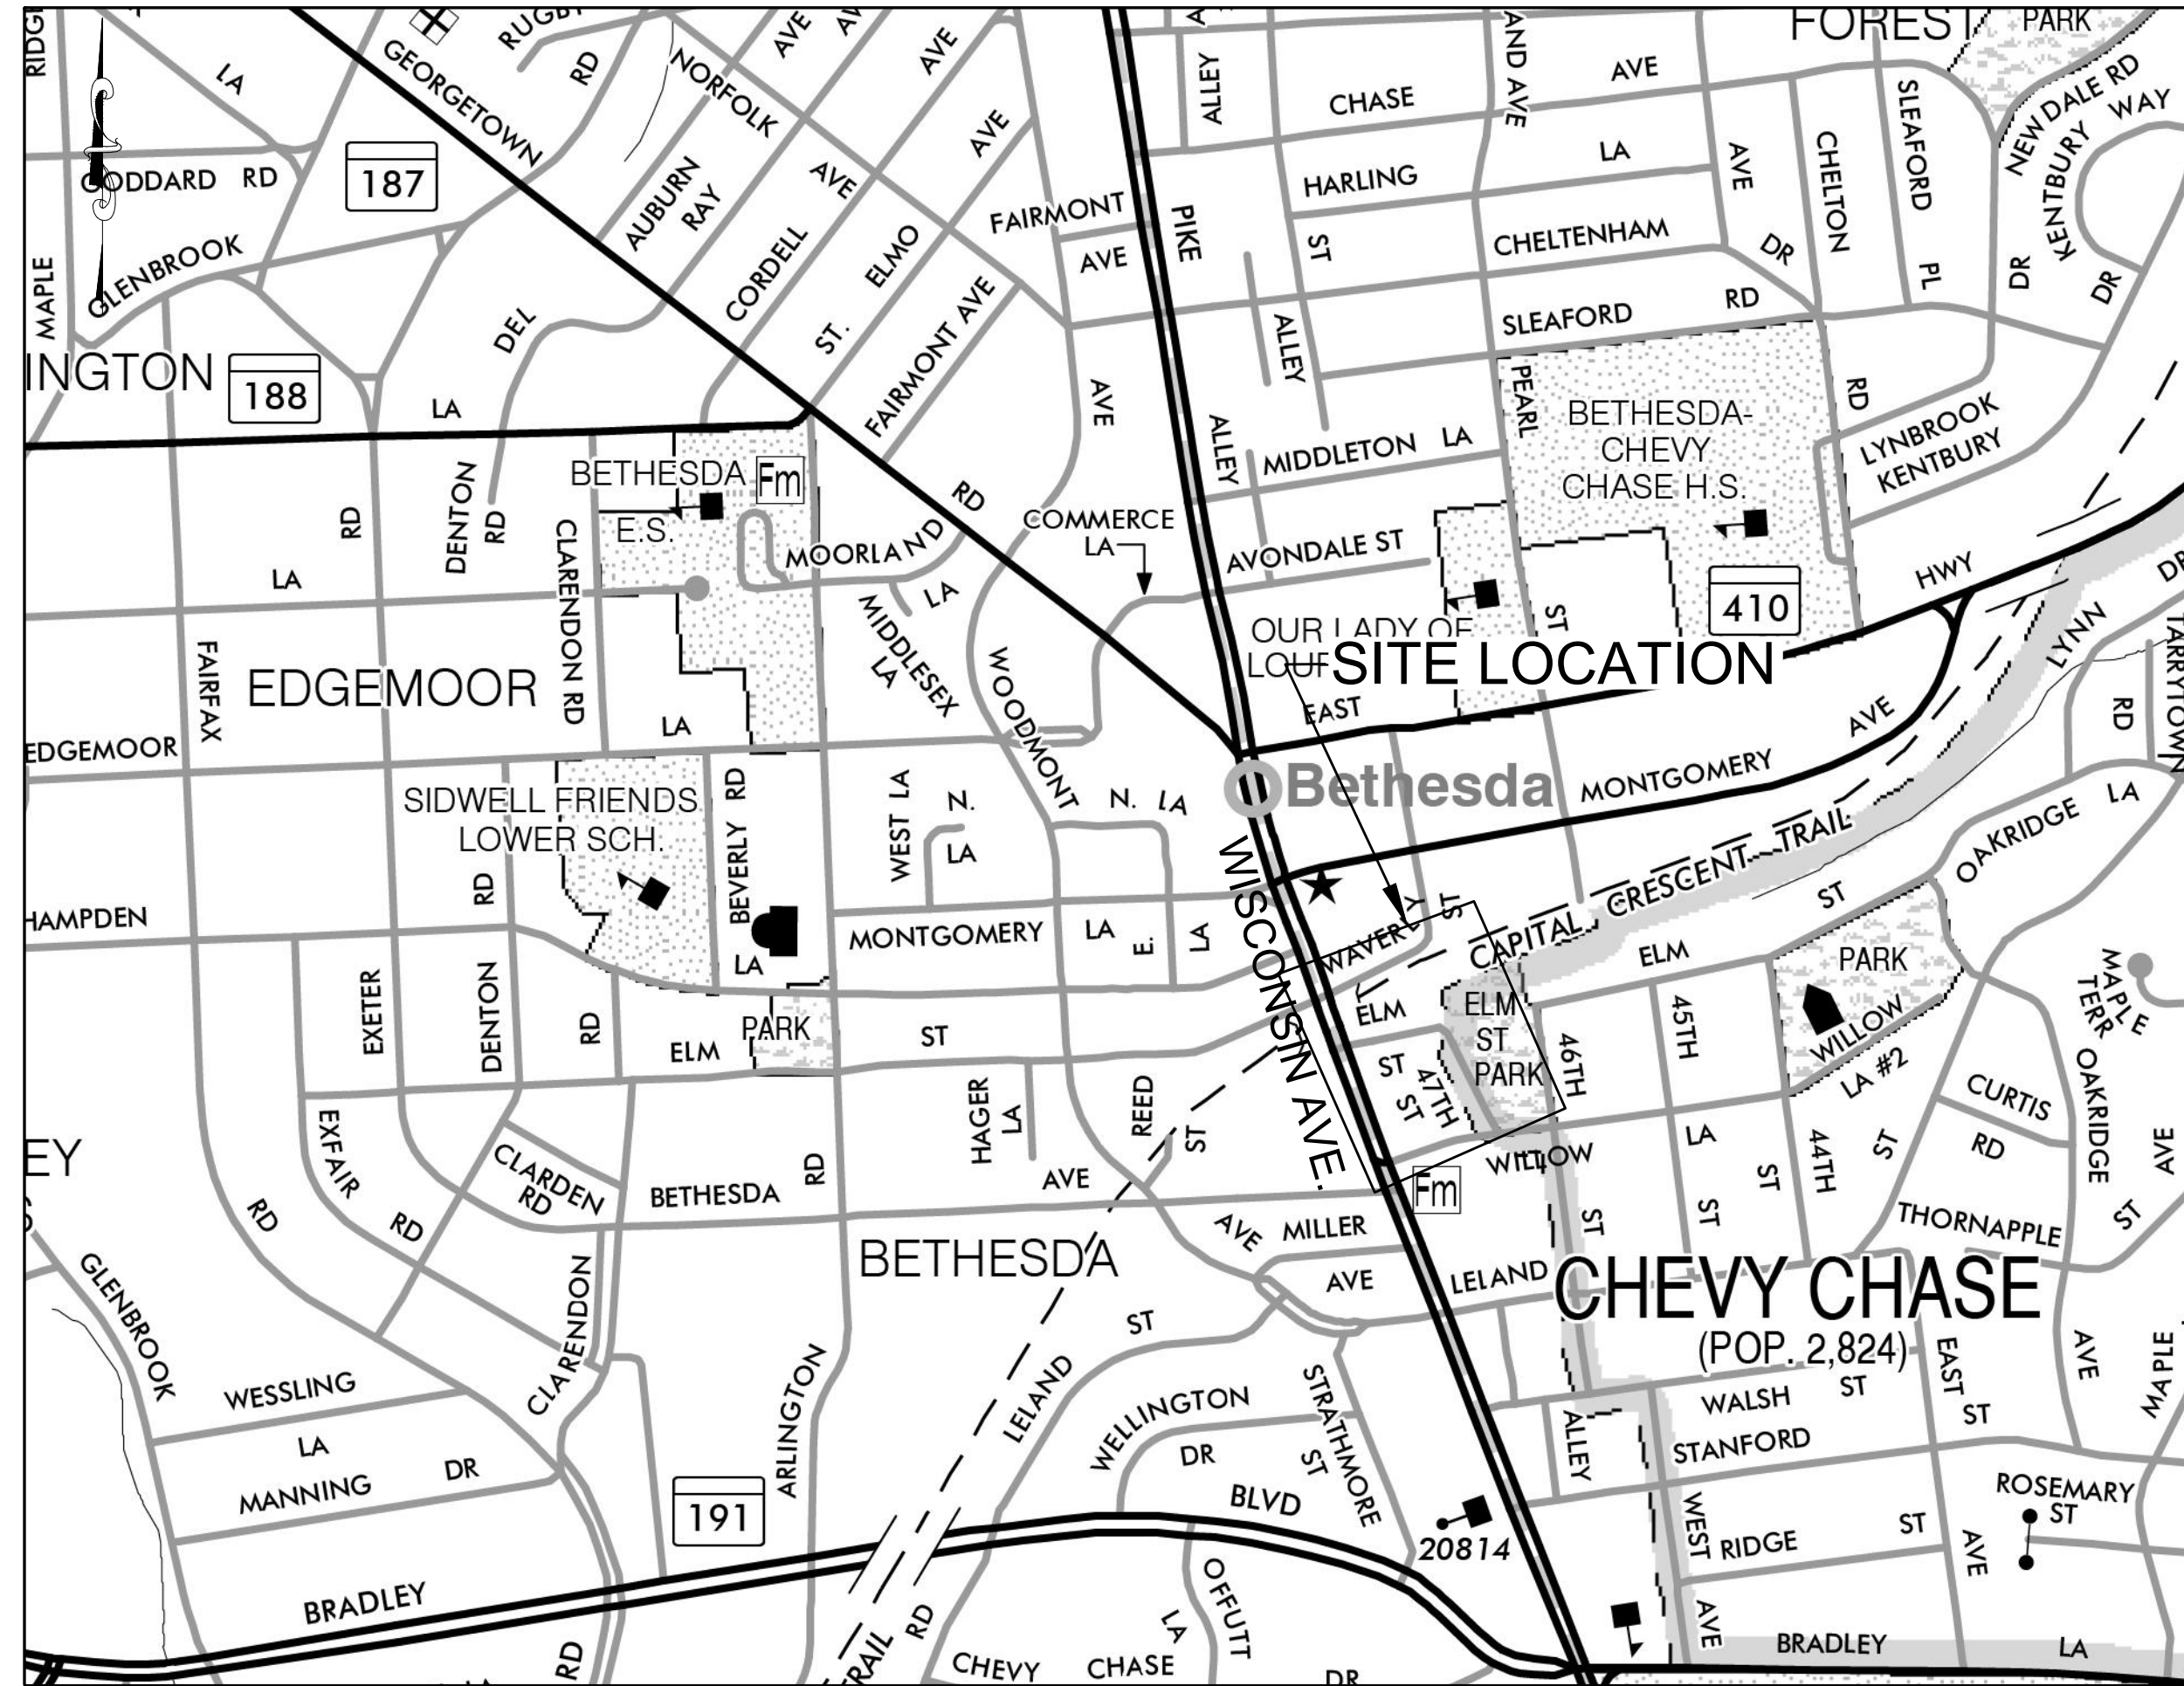 RIDGE
LA
GEORGETOWN
RUGBY
RD
NORFOLK
AVE
AVE
AVE
ALLEY
CHASE
AND AVE
AVE
FOREST
PARK
SLEAFORD
PL
NEW DALE RD
KENTBURY
WAY
GODDARD RD
187
AUBURN
RAY
AVE
FAIRMONT
AVE
PIKE
HARLING
LA
AVE
CHELTON
ST
CHELTENHAM
DR
DR
DR
MAPLE
GLENBROOK
DEL
CORDELL
ELMO
ST.
FAIRMONT AVE
ALLEY
SLEAFORD
RD
INGTON
188
LA
AVE
ALLEY
MIDDLETON LA
PEARL
BETHESDA-
CHEVY
CHASE H.S.
RD
LYNBROOK
KENTBURY
BETHESDA
E.S.
Fm
RD
DENTON
RD
CLARENDON RD
MOORLAND
LA
RD
COMMERCE
LA
AVONDALE ST
410
HWY
LA
FAIRFAX
EDGEMOOR
MIDDLESEX
LA
WOODMONT
OUR LADY OF
SITE LOCATION
ST
LYNN
RD
EDGEMOOR
LA
EAST
AVE
Bethesda
MONTGOMERY
SIDWELL FRIENDS
LOWER SCH.
BEVERLY RD
WEST LA
N.
LA
N. LA
WISCONSIN AVE.
CAPITAL CRESCENT TRAIL
OAKRIDGE
LA
HAMPDEN
RD
LA
MONTGOMERY
LA
E.
LA
WAVERLY
ST
ELM
ST
PARK
MAPLE
TERR
EXETER
DENTON
RD
ELM
PARK
ST
ELM
ST
47TH
ST
ELM
ST
PARK
46TH
ST
45TH
ST
WILLOW
LA #2
OAKRIDGE
AVE
CURTIS
RD
EY
EXFAIR
RD
RD
CLARDEN
RD
BETHESDA
AVE
RD
HAGER
LA
REED
ST
Fm
WILLOW
LA
44TH
ST
ST
THORNAPPLE
ST
BETHESDA
AVE
MILLER
AVE
LELAND
CHEVY CHASE
(POP. 2,824)
GLENBROOK
CLARENDON
ST
LELAND
WELLINGTON
DR
STRATHMORE
ST
WALSH
ST
EAST
AVE
AVE
MAPLE
WESSLING
LA
MANNING
DR
ARLINGTON
191
BLVD
ALLEY
STANFORD
ST
ROSEMARY
ST
20814
WEST
AVE
RIDGE
ST
BRADLEY
RD
RD
OFFUTT
LA
CHEVY CHASE
DR
BRADLEY
LA